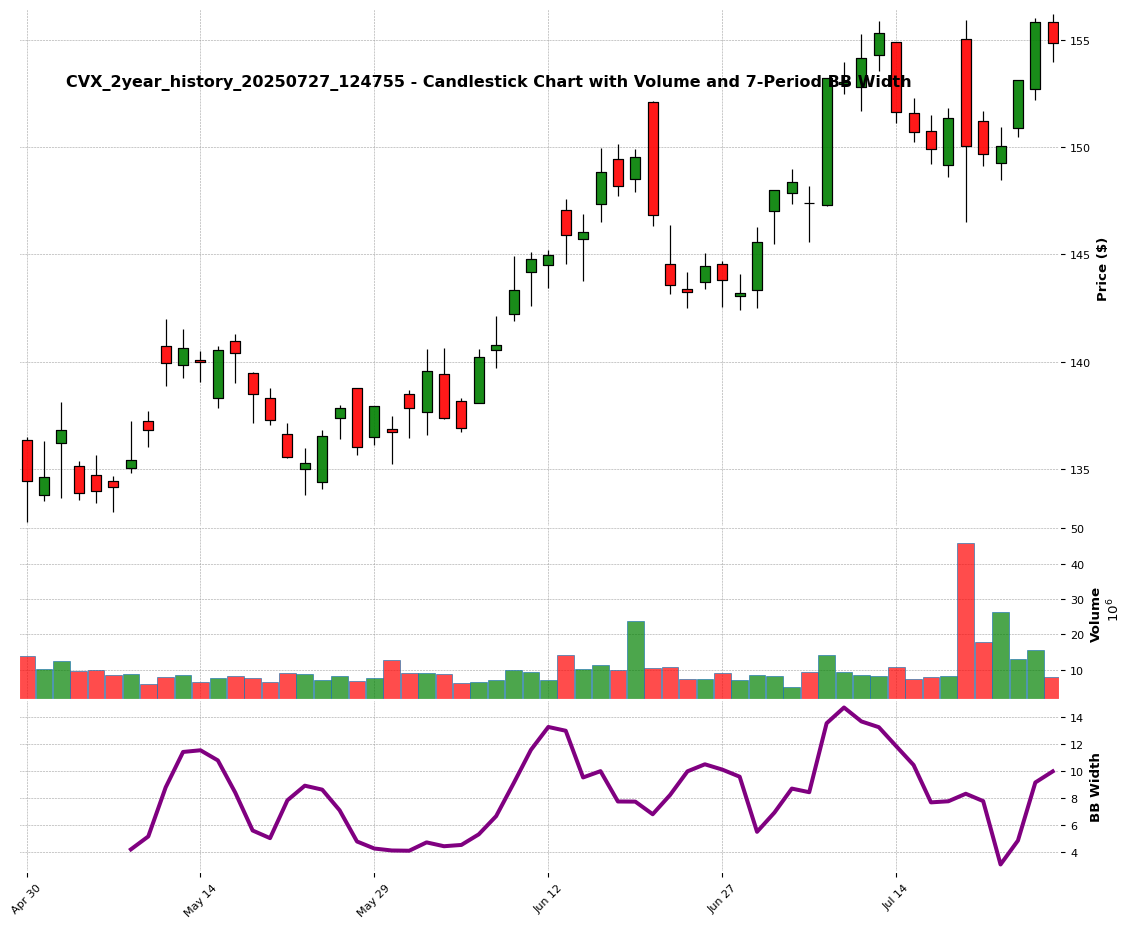 CVX_2year_history_20250727_124755 - Candlestick Chart with Volume and 7-Period BB Width
155
150
145
140
135
Price ($)
50
40
30
20
10
Volume
10^6
14
12
10
8
6
4
BB Width
Apr 30
May 14
May 29
Jun 12
Jun 27
Jul 14